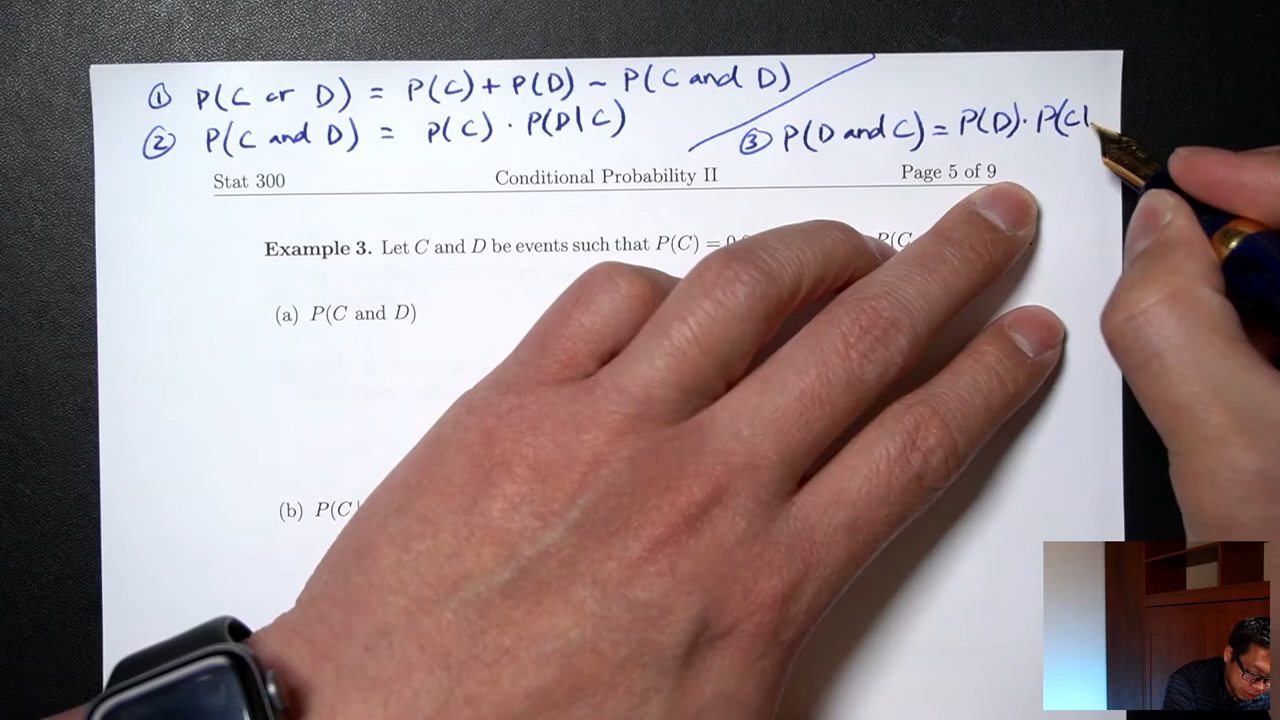 ① P(C or D) = P(C) + P(D) - P(C and D)
② P(C and D) = P(C) · P(D|C)
③ P(D and C) = P(D) · P(C|
Stat 300 Conditional Probability II Page 5 of 9
Example 3. Let C and D be events such that P(C) = P(C
(a) P(C and D)
(b) P(C|